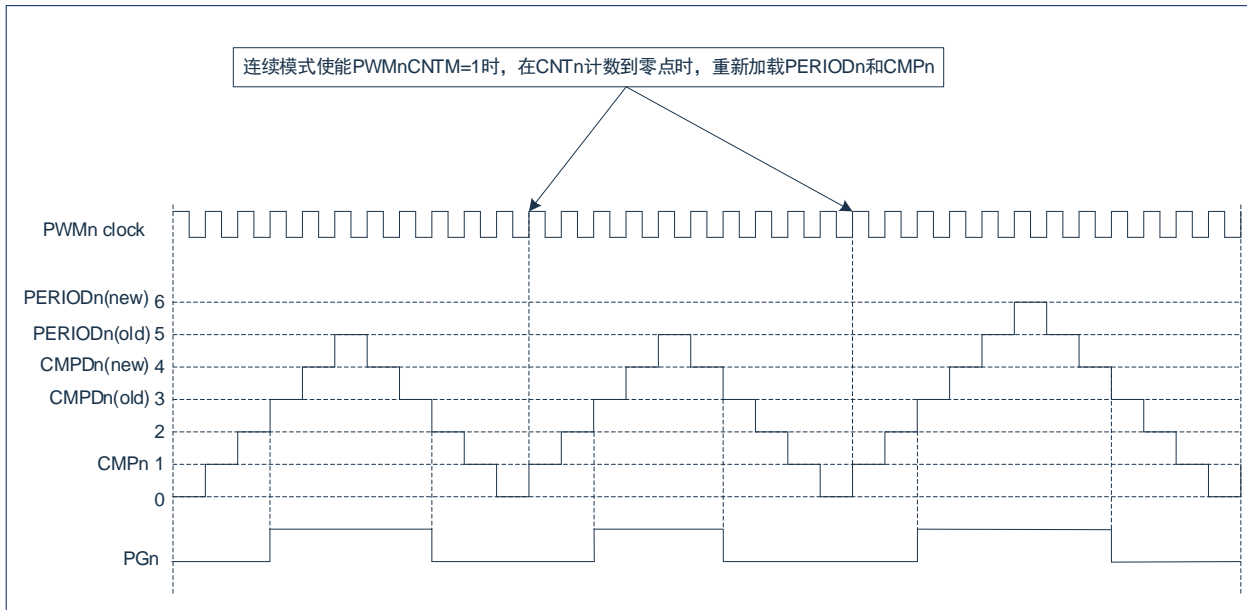 连续模式使能PWMnCNTM=1时，在CNTn计数到零点时，重新加载PERIODn和CMPn
PWMn clock
PERIODn(new) 6
PERIODn(old) 5
CMPDn(new) 4
CMPDn(old) 3
2
CMPn 1
0
PGn